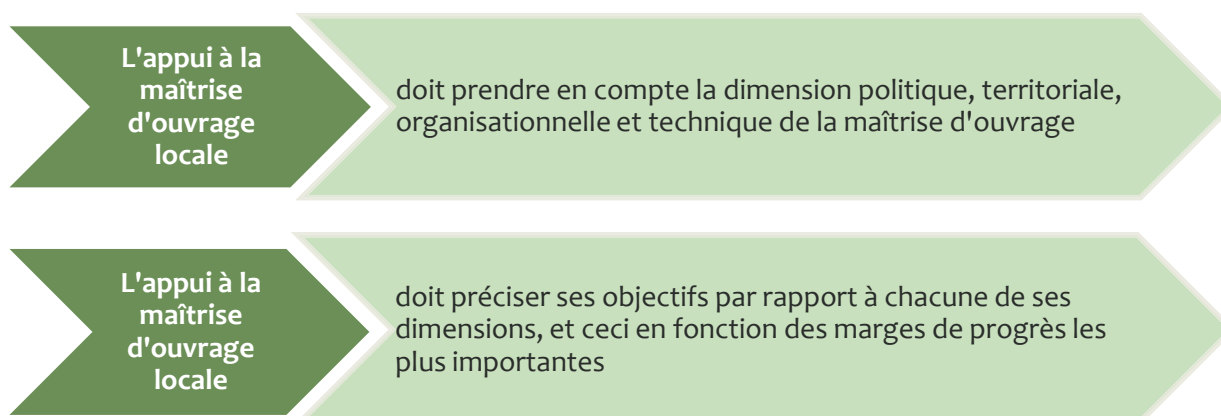 L'appui à la
maîtrise
d'ouvrage
locale
doit prendre en compte la dimension politique, territoriale,
organisationnelle et technique de la maîtrise d'ouvrage
L'appui à la
maîtrise
d'ouvrage
locale
doit préciser ses objectifs par rapport à chacune de ses
dimensions, et ceci en fonction des marges de progrès les
plus importantes